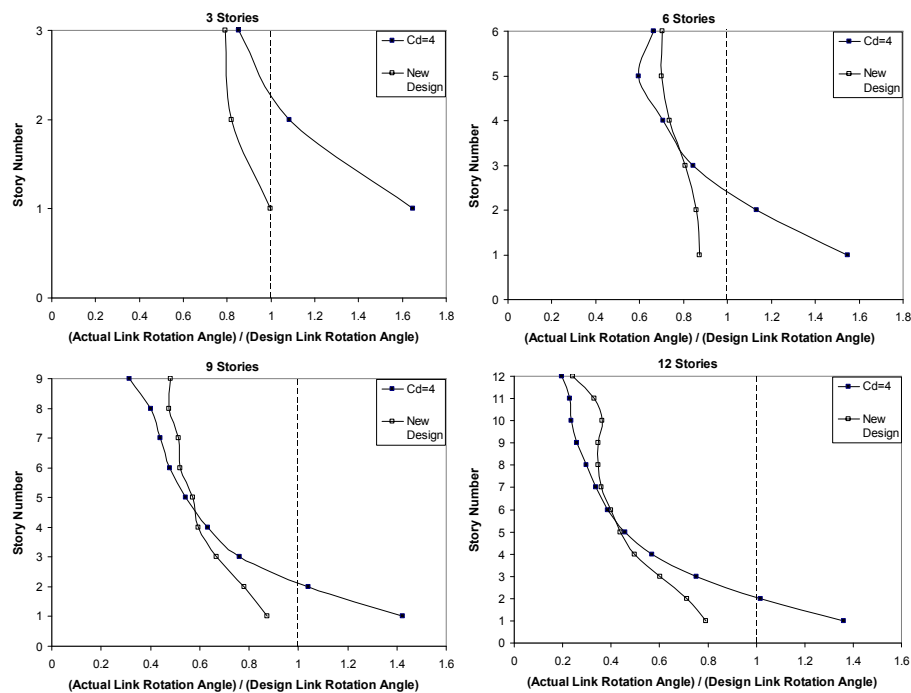 3 Stories
3
2
1
0
Story Number
0 0.2 0.4 0.6 0.8 1 1.2 1.4 1.6 1.8
(Actual Link Rotation Angle) / (Design Link Rotation Angle)
Cd=4
New
Design
6 Stories
6
5
4
3
2
1
0
Story Number
0 0.2 0.4 0.6 0.8 1 1.2 1.4 1.6 1.8
(Actual Link Rotation Angle) / (Design Link Rotation Angle)
Cd=4
New
Design
9 Stories
9
8
7
6
5
4
3
2
1
0
Story Number
0 0.2 0.4 0.6 0.8 1 1.2 1.4 1.6
(Actual Link Rotation Angle) / (Design Link Rotation Angle)
Cd=4
New
Design
12 Stories
12
11
10
9
8
7
6
5
4
3
2
1
0
Story Number
0 0.2 0.4 0.6 0.8 1 1.2 1.4 1.6
(Actual Link Rotation Angle) / (Design Link Rotation Angle)
Cd=4
New
Design